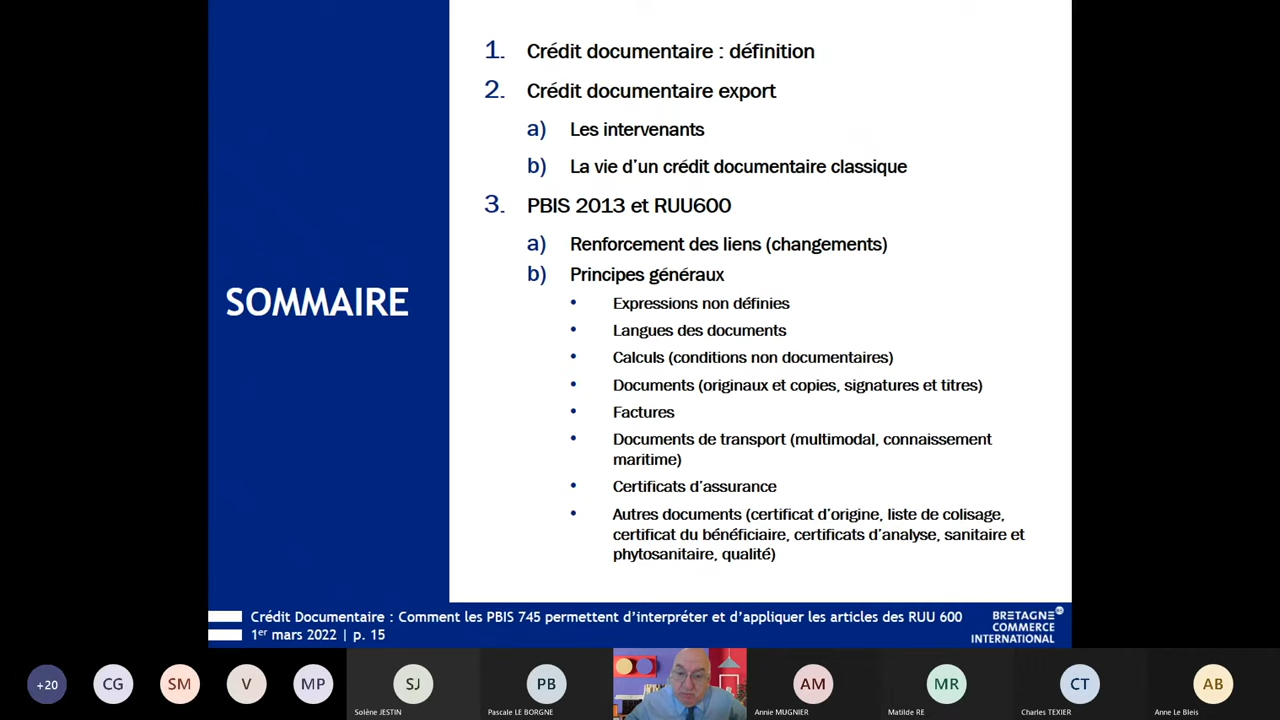 SOMMAIRE
1. Crédit documentaire : définition
2. Crédit documentaire export
a) Les intervenants
b) La vie d’un crédit documentaire classique
3. PBIS 2013 et RUU600
a) Renforcement des liens (changements)
b) Principes généraux
• Expressions non définies
• Langues des documents
• Calculs (conditions non documentaires)
• Documents (originaux et copies, signatures et titres)
• Factures
• Documents de transport (multimodal, connaissement
maritime)
• Certificats d’assurance
• Autres documents (certificat d’origine, liste de colisage,
certificat du bénéficiaire, certificats d’analyse, sanitaire et
phytosanitaire, qualité)
Crédit Documentaire : Comment les PBIS 745 permettent d’interpréter et d’appliquer les articles des RUU 600
1er mars 2022 | p. 15
BRETAGNE
COMMERCE
INTERNATIONAL
+20
CG
SM
V
MP
SJ
Solène JESTIN
PB
Pascale LE BORGNE
AM
Annie MUGNIER
MR
Matilde RE
CT
Charles TEXIER
AB
Anne Le Bleis